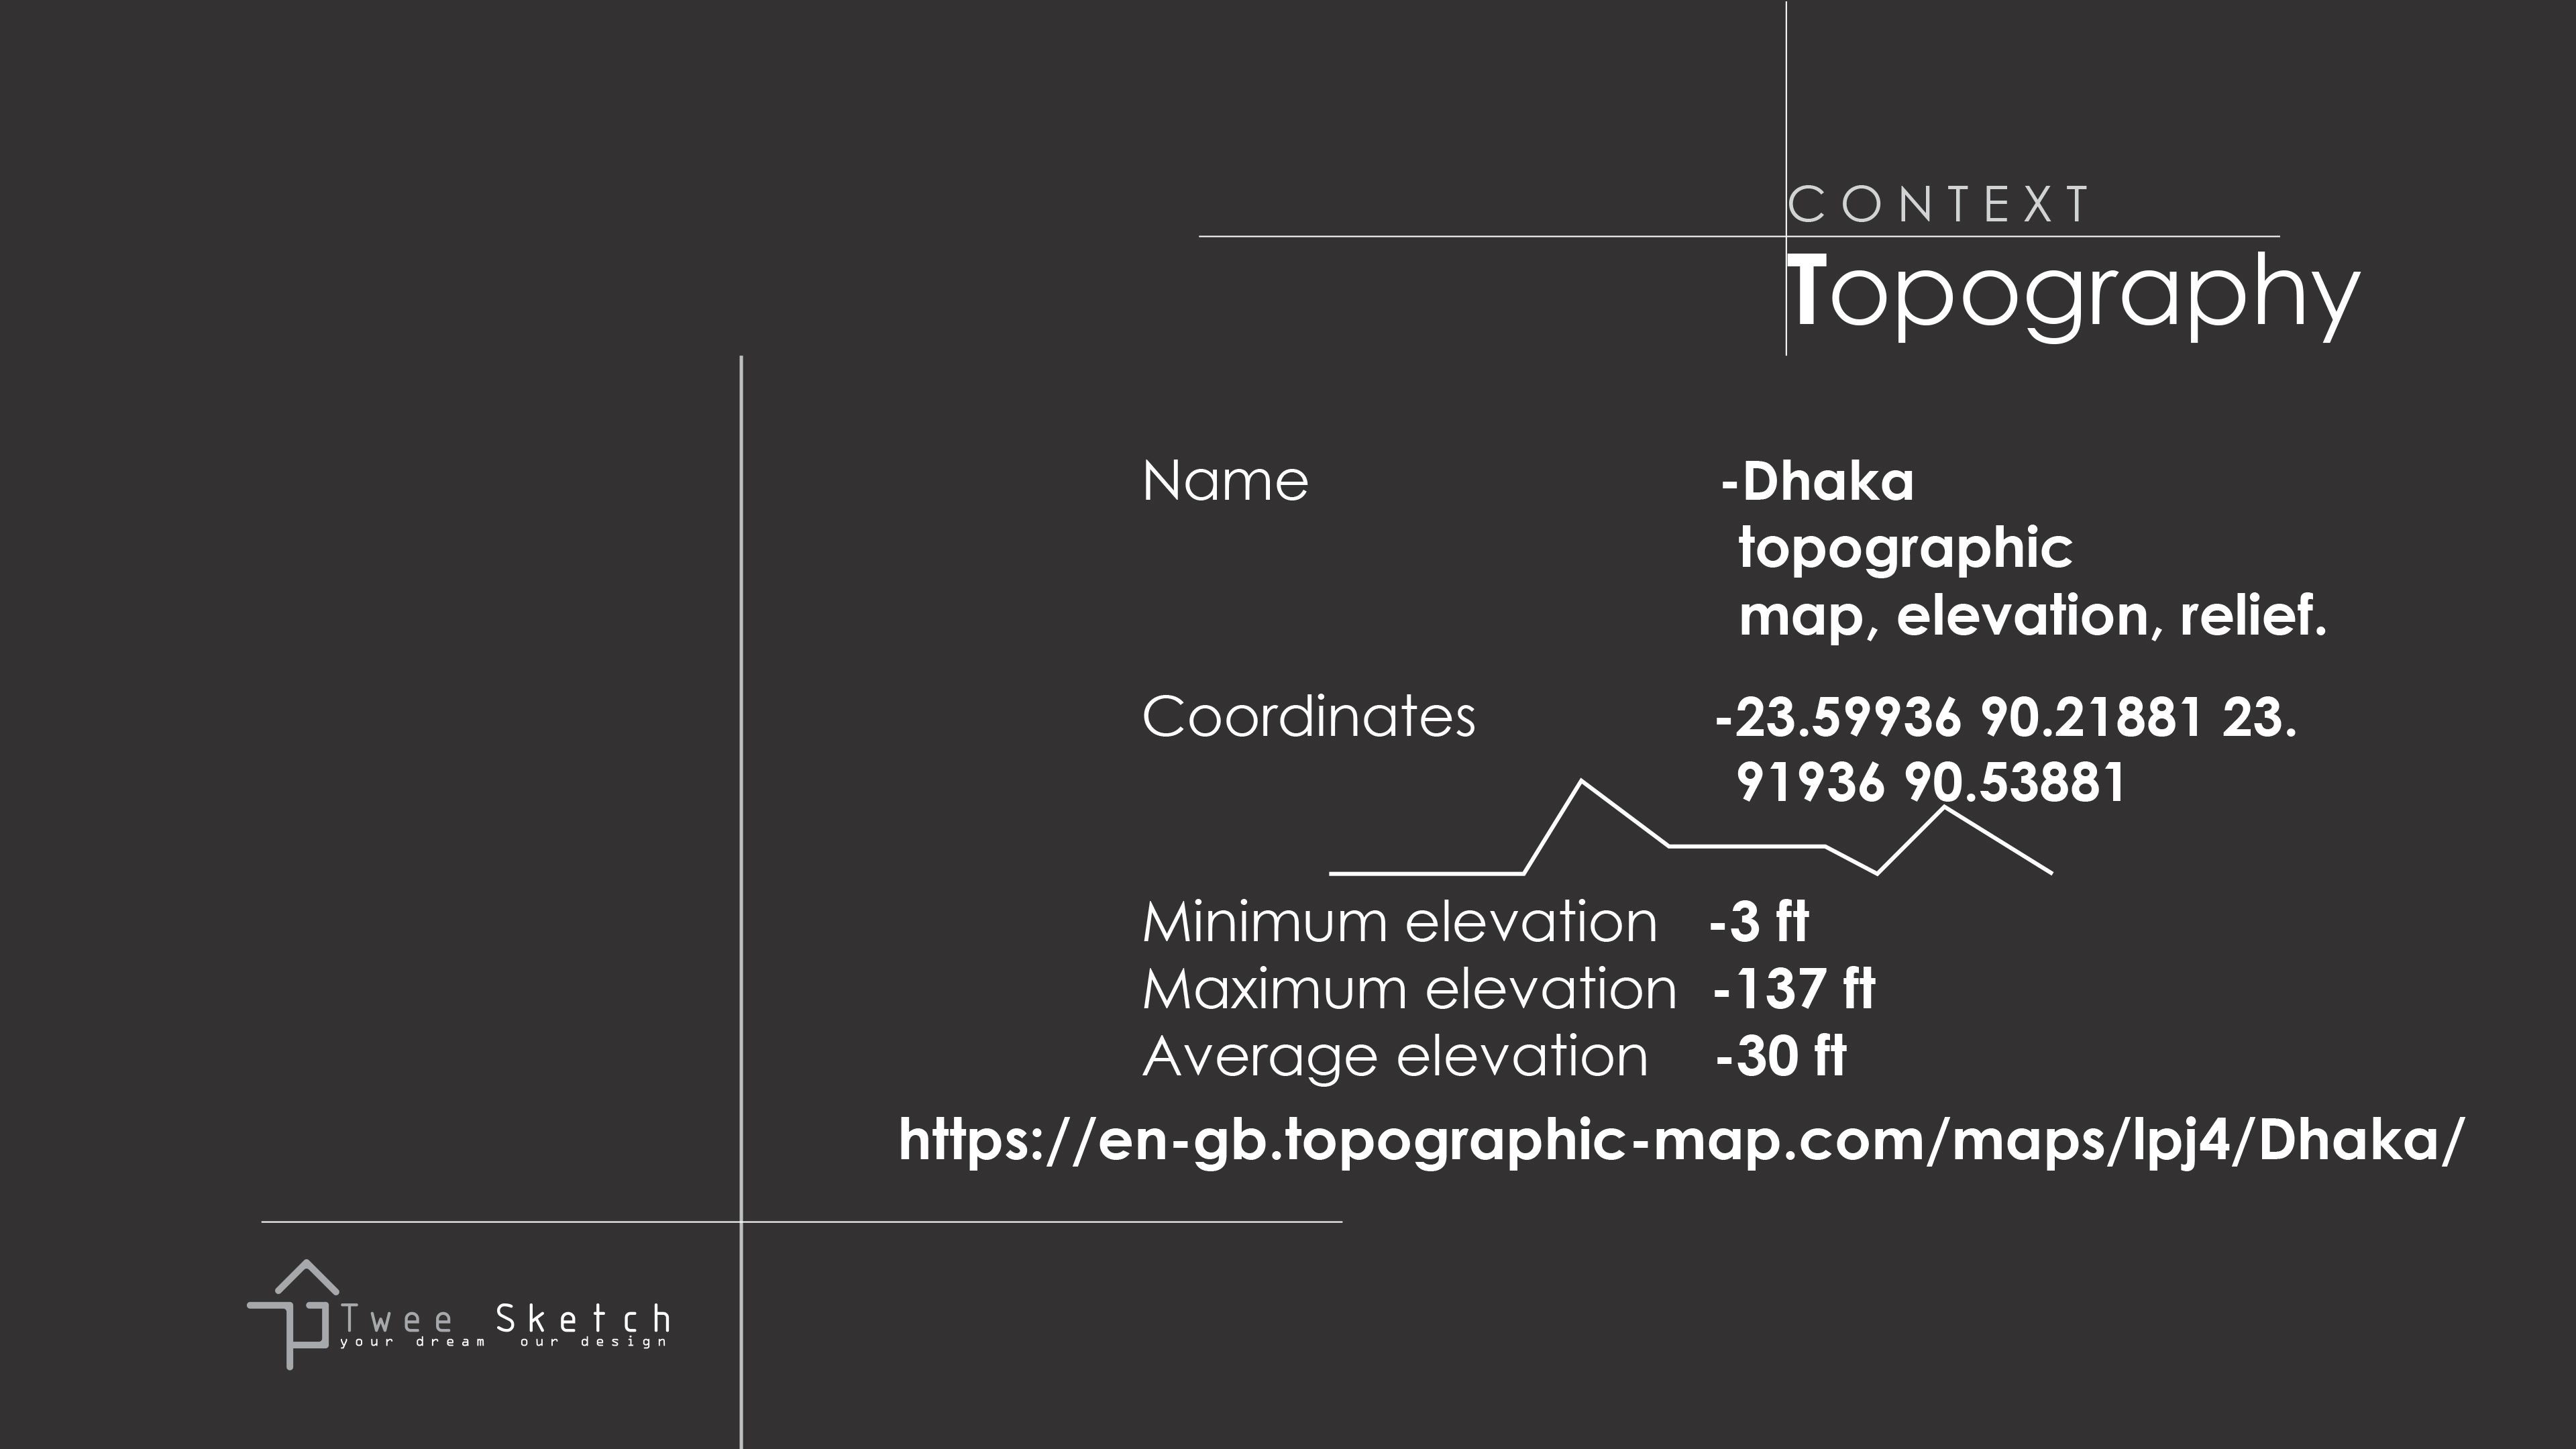 CONTEXT
Topography
Name -Dhaka
topographic
map, elevation, relief.
Coordinates -23.59936 90.21881 23.
91936 90.53881
Minimum elevation -3 ft
Maximum elevation -137 ft
Average elevation -30 ft
https://en-gb.topographic-map.com/maps/lpj4/Dhaka/
Twee Sketch
your dream our design